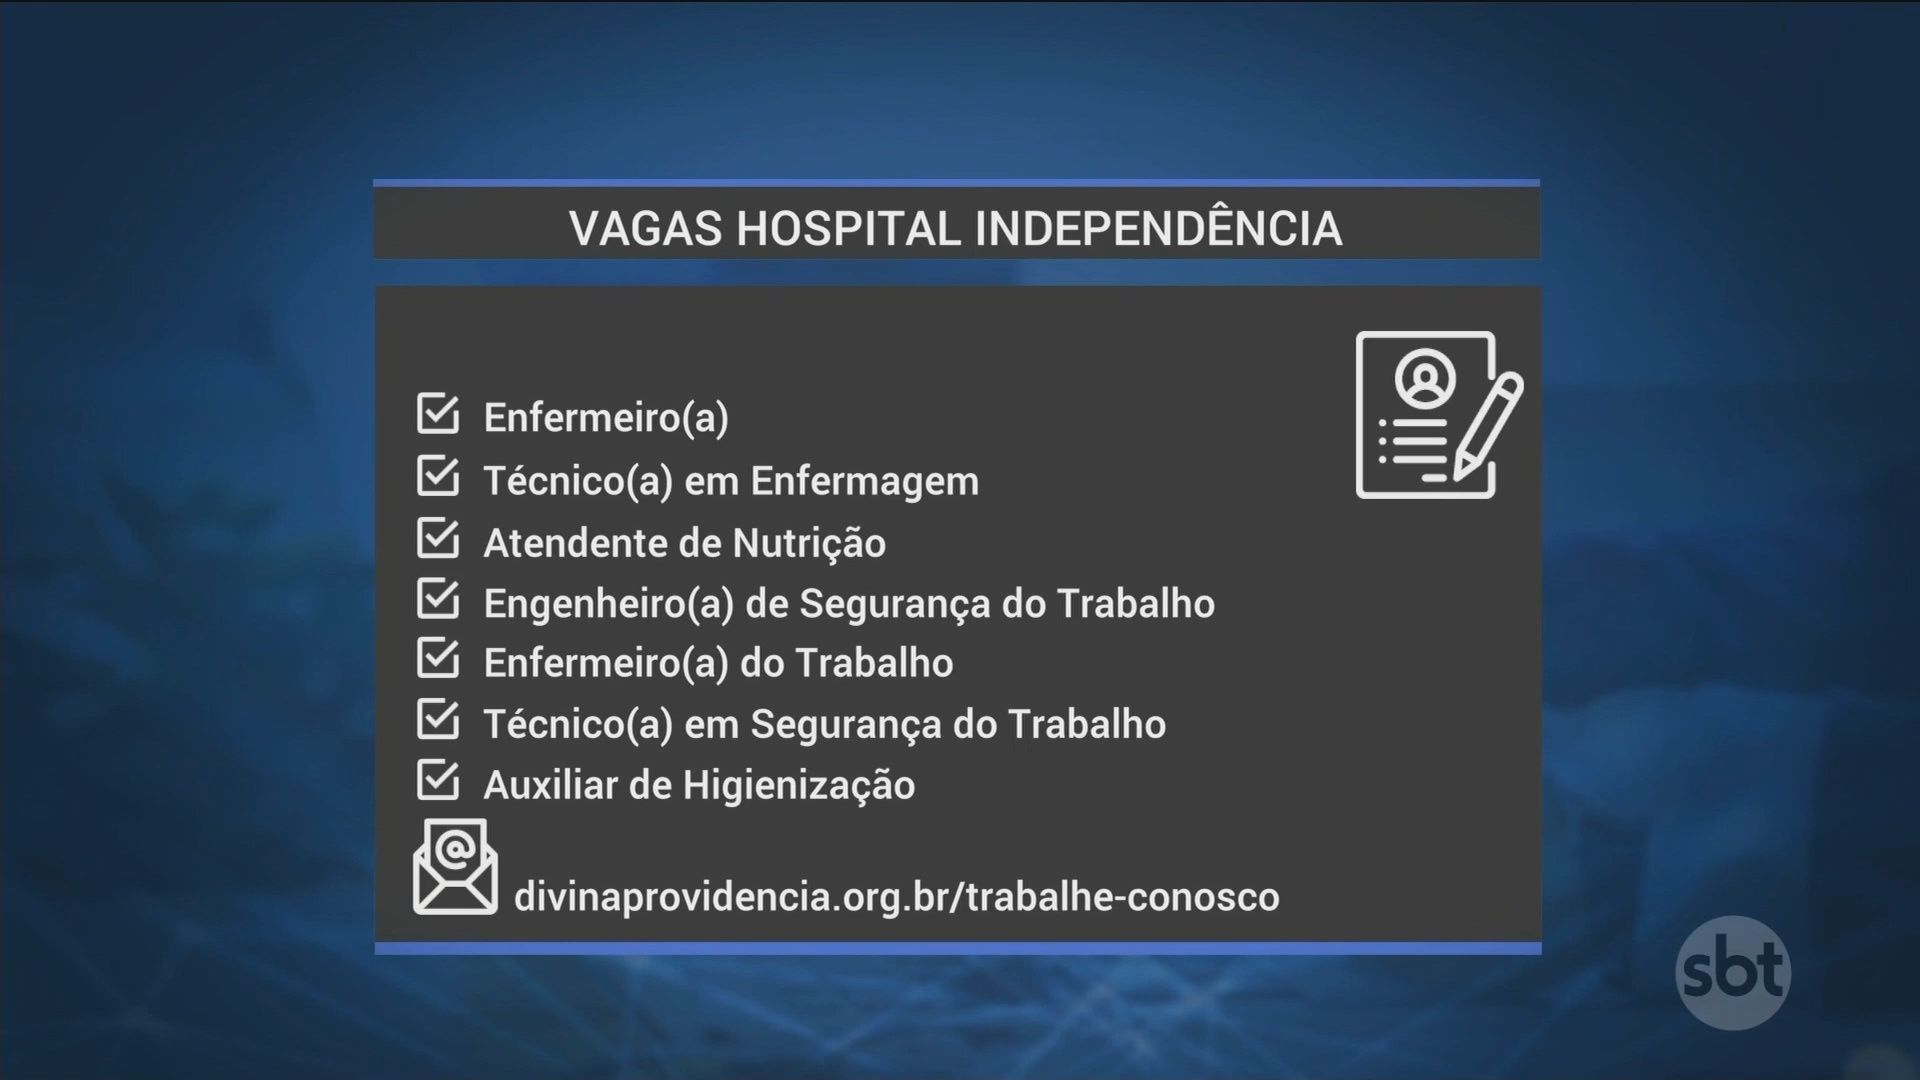 VAGAS HOSPITAL INDEPENDÊNCIA
Enfermeiro(a)
Técnico(a) em Enfermagem
Atendente de Nutrição
Engenheiro(a) de Segurança do Trabalho
Enfermeiro(a) do Trabalho
Técnico(a) em Segurança do Trabalho
Auxiliar de Higienização
@
divinaprovidencia.org.br/trabalhe-conosco
sbt